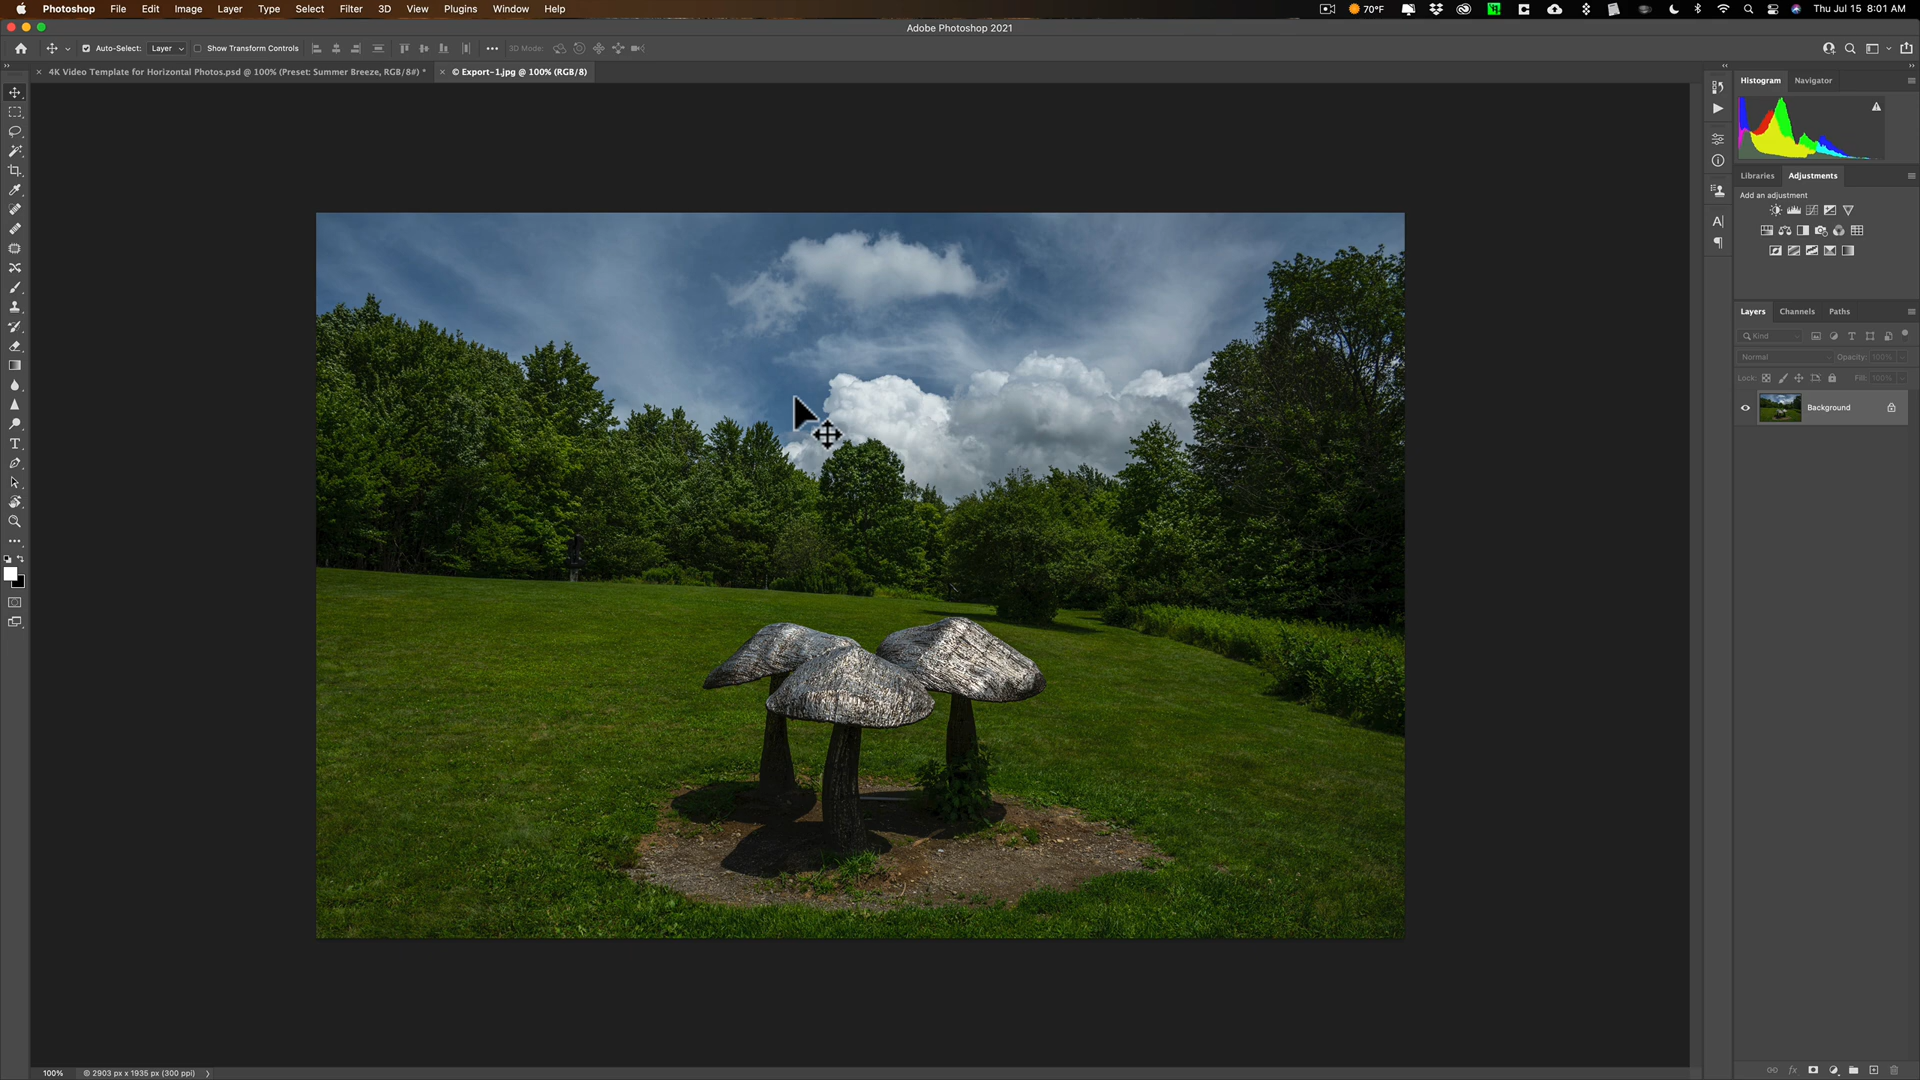 Photoshop File Edit Image Layer Type Select Filter 3D View Plugins Window Help 70°F Thu Jul 15 8:01 AM
Adobe Photoshop 2021
Auto-Select: Layer Show Transform Controls 3D Mode:
4K Video Template for Horizontal Photos.psd @ 100% (Preset: Summer Breeze, RGB/8#) * © Export-1.jpg @ 100% (RGB/8)
Histogram Navigator
Libraries Adjustments
Add an adjustment
Layers Channels Paths
Kind
Normal Opacity: 100%
Lock: Fill: 100%
Background
100% © 2903 px x 1935 px (300 ppi)